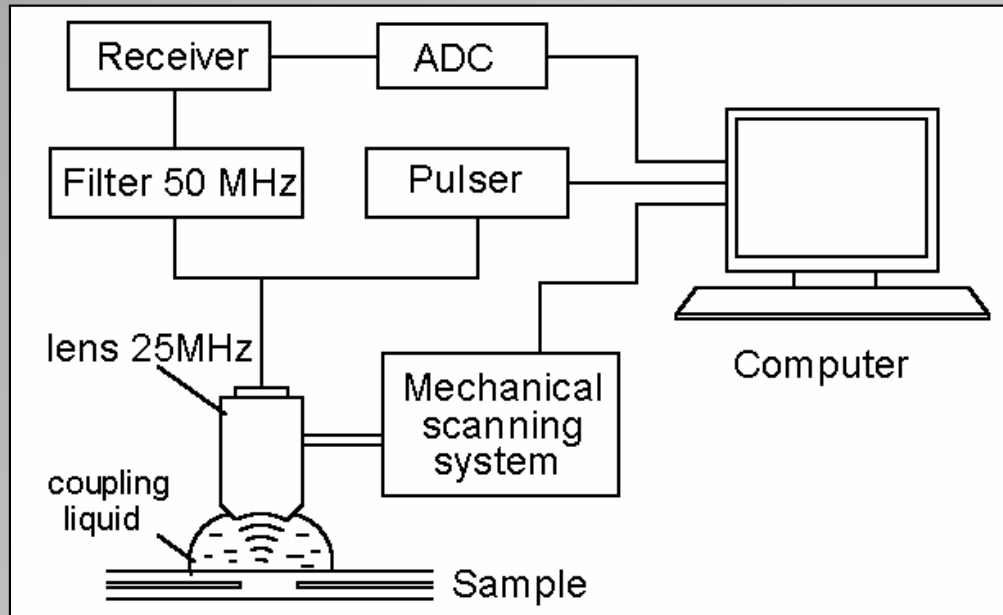 Receiver
ADC
Filter 50 MHz
Pulser
lens 25MHz
Mechanical
scanning
system
Computer
coupling
liquid
Sample